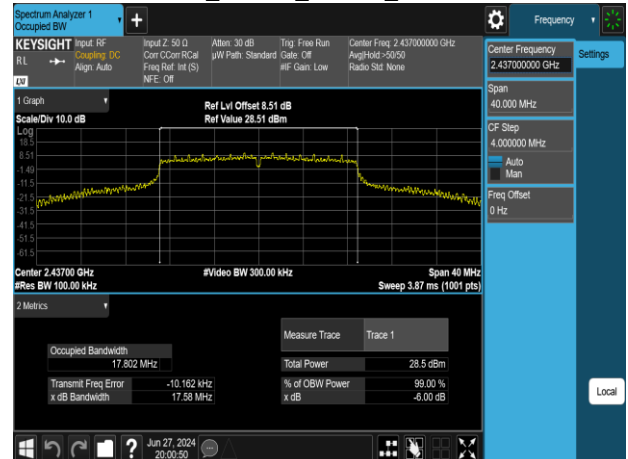 Spectrum Analyzer 1
Occupied BW
+
Frequency
KEYSIGHT
RL
LXI
Input: RF
Coupling: DC
Align: Auto
Input Z: 50 Ω
Corr CCorr RCal
Freq Ref: Int (S)
NFE: Off
Atten: 30 dB
µW Path: Standard
Trig: Free Run
Gate: Off
#IF Gain: Low
Center Freq: 2.437000000 GHz
Avg|Hold:>50/50
Radio Std: None
Center Frequency
2.437000000 GHz
Settings
Span
40.000 MHz
CF Step
4.000000 MHz
Auto
Man
Freq Offset
0 Hz
1 Graph
Scale/Div 10.0 dB
Ref Lvl Offset 8.51 dB
Ref Value 28.51 dBm
Log
18.5
8.51
-1.49
-11.5
-21.5
-31.5
-41.5
-51.5
-61.5
Center 2.43700 GHz
#Res BW 100.00 kHz
#Video BW 300.00 kHz
Span 40 MHz
Sweep 3.87 ms (1001 pts)
2 Metrics
Measure Trace Trace 1
Occupied Bandwidth
17.802 MHz
Total Power 28.5 dBm
Transmit Freq Error -10.162 kHz
% of OBW Power 99.00 %
x dB Bandwidth 17.58 MHz
x dB -6.00 dB
Local
?
Jun 27, 2024
20:00:50